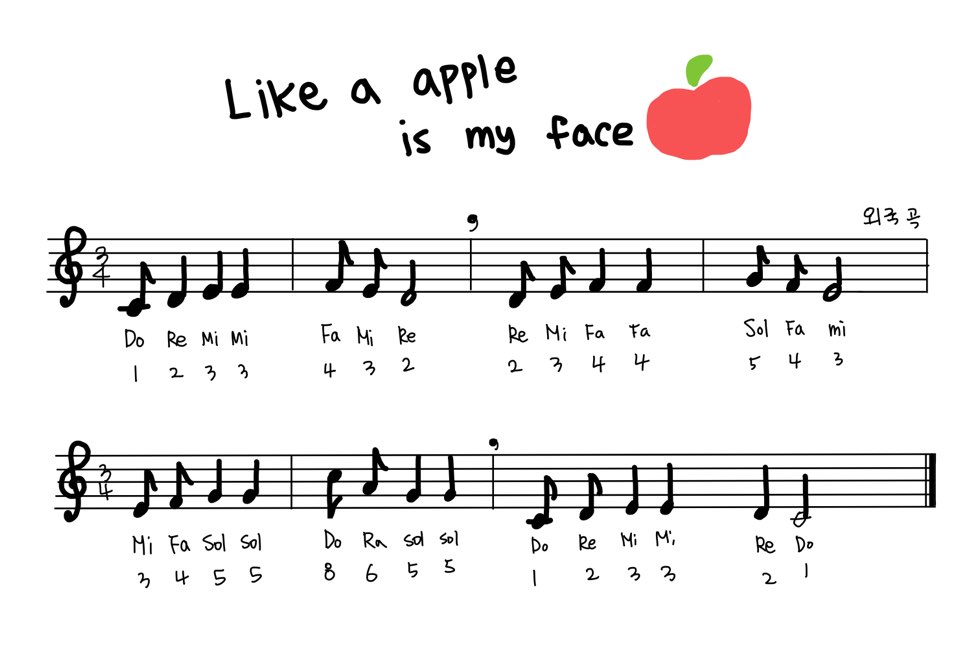 Like a apple
is my face
외국 곡
3
4
Do Re Mi Mi Fa Mi Re Re Mi Fa Fa Sol Fa mi
1 2 3 3 4 3 2 2 3 4 4 5 4 3
3
4
Mi Fa Sol Sol Do Ra sol sol Do Re Mi Mi Re Do
3 4 5 5 8 6 5 5 1 2 3 3 2 1